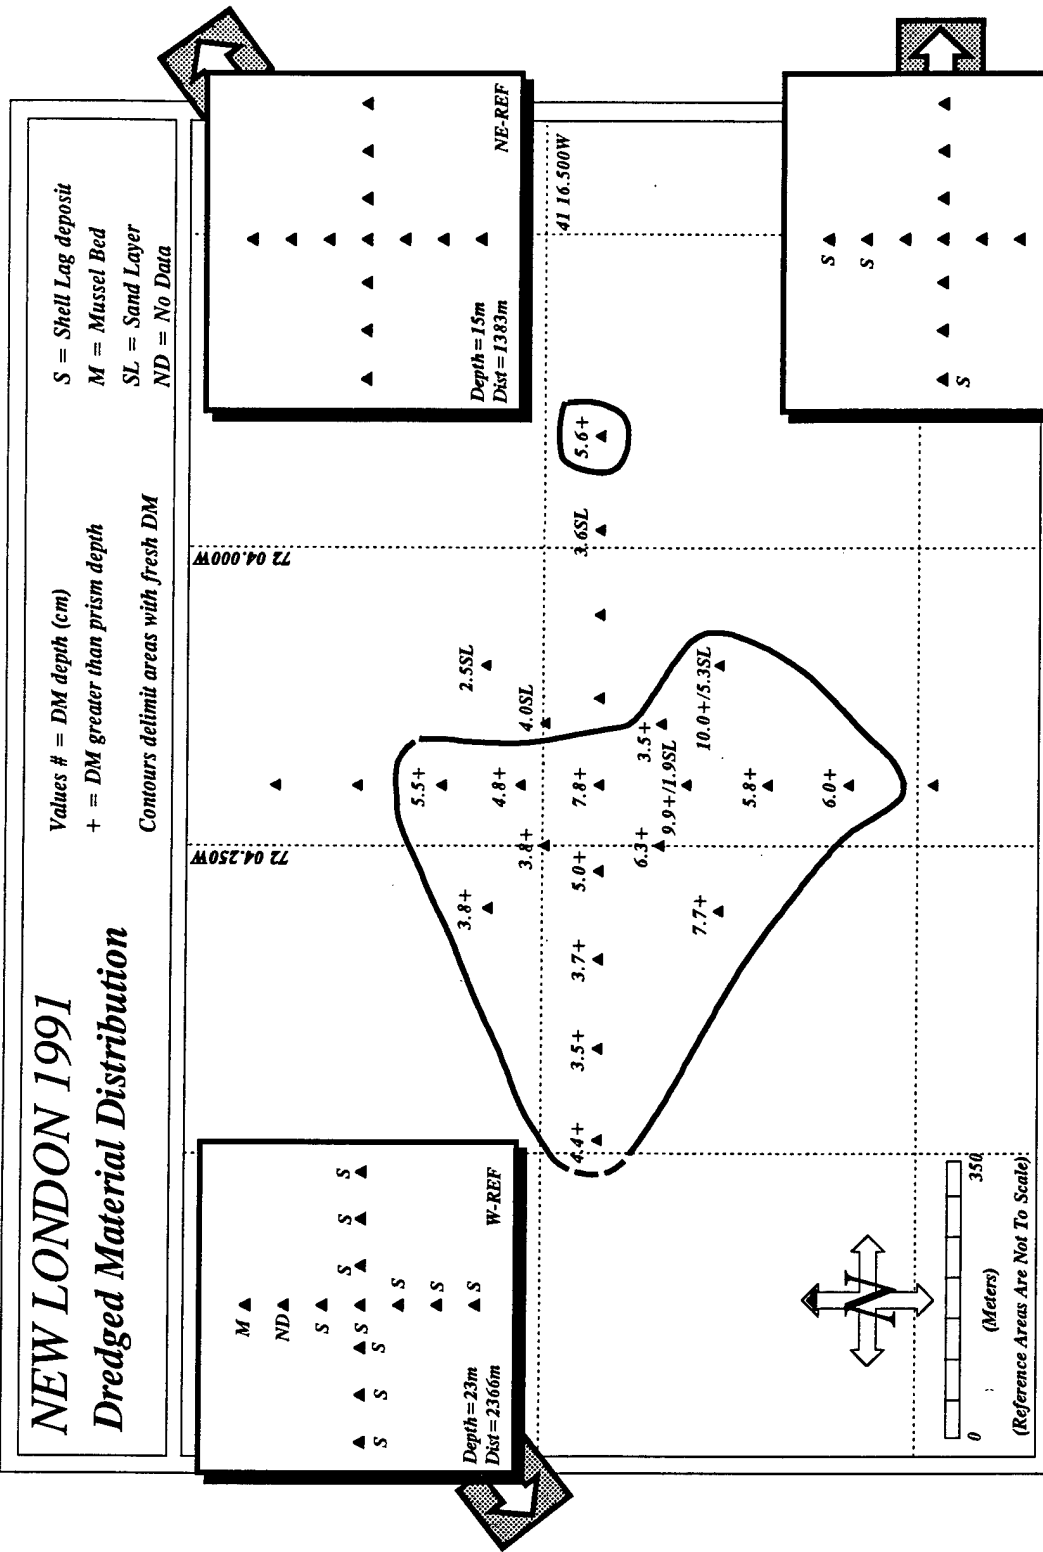 NEW LONDON 1991
Dredged Material Distribution
Values # = DM depth (cm)
+ = DM greater than prism depth
Contours delimit areas with fresh DM
S = Shell Lag deposit
M = Mussel Bed
SL = Sand Layer
ND = No Data
M
ND
S
S
S
S
S
S
S
S
S
S
S
S
Depth=23m
Dist=2366m
W-REF
72 04.250W
72 04.000W
Depth=15m
Dist=1383m
NE-REF
41 16.500W
5.5+
2.5SL
3.8+
4.8+
4.0SL
3.8+
4.4+
3.5+
3.7+
5.0+
7.8+
3.6SL
5.6+
6.3+
3.5+
9.9+/1.9SL
7.7+
10.0+/5.3SL
5.8+
6.0+
S
S
S
N
0
350
(Meters)
(Reference Areas Are Not To Scale)